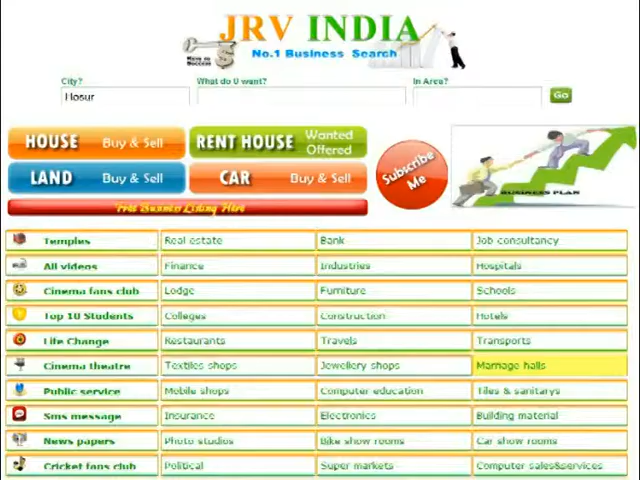 JRV INDIA
No.1 Business Search
Keys to Success
City?
What do U want?
In Area?
Hosur
Go
HOUSE Buy & Sell
RENT HOUSE Wanted Offered
LAND Buy & Sell
CAR Buy & Sell
Subscribe Me
BUSINESS PLAN
Free Business Listing Here
Temples Real estate Bank Job consultancy
All videos Finance Industries Hospitals
Cinema fans club Lodge Furniture Schools
Top 10 Students Colleges Construction Hotels
Life Change Restaurants Travels Transports
Cinema theatre Textiles shops Jewellery shops Marriage halls
Public service Mobile shops Computer education Tiles & sanitarys
Sms message Insurance Electronics Building material
News papers Photo studios Bike show rooms Car show rooms
Cricket fans club Political Super markets Computer sales&services